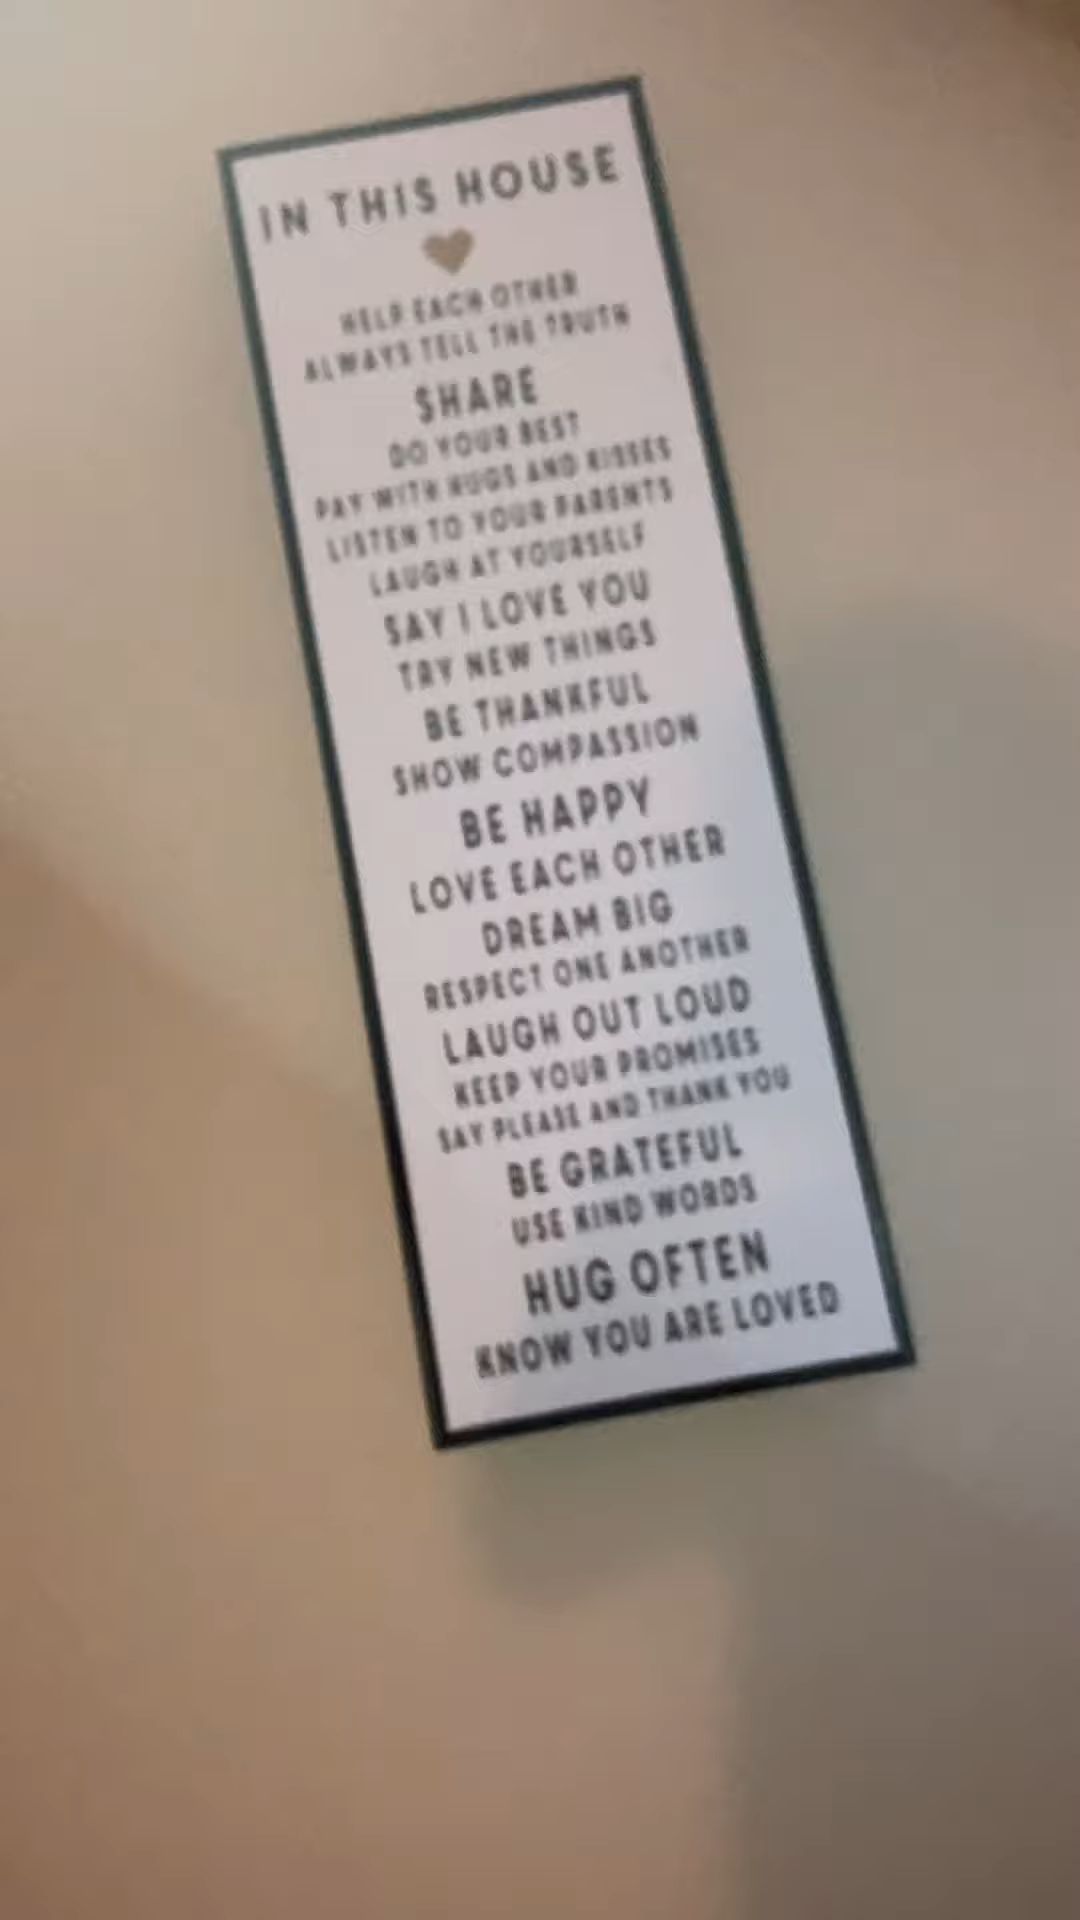 IN THIS HOUSE
HELP EACH OTHER
ALWAYS TELL THE TRUTH
SHARE
DO YOUR BEST
PAY WITH HUGS AND KISSES
LISTEN TO YOUR PARENTS
LAUGH AT YOURSELF
SAY I LOVE YOU
TRY NEW THINGS
BE THANKFUL
SHOW COMPASSION
BE HAPPY
LOVE EACH OTHER
DREAM BIG
RESPECT ONE ANOTHER
LAUGH OUT LOUD
KEEP YOUR PROMISES
SAY PLEASE AND THANK YOU
BE GRATEFUL
USE KIND WORDS
HUG OFTEN
KNOW YOU ARE LOVED